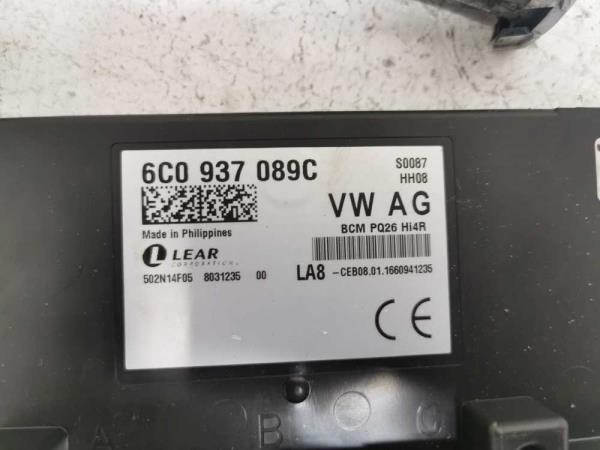 6C0 937 089C
S0087
HH08
VW AG
BCM PQ26 Hi4R
Made in Philippines
LEAR
CORPORATION.
502N14F05 8031235 00
LA8 -CEB08.01.1660941235
CE
A B C